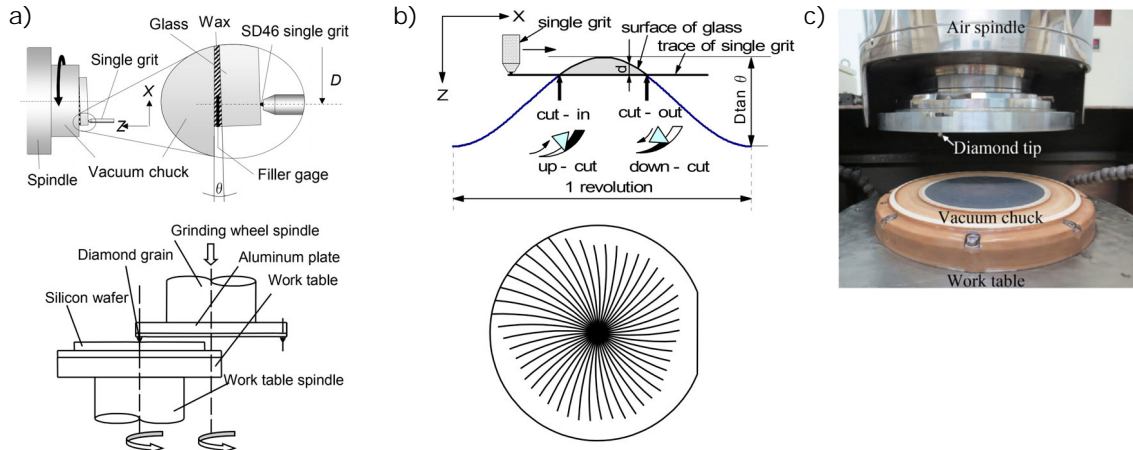 a)
Glass
Wax
SD46 single grit
Single grit
D
X
Z
Spindle
Vacuum chuck
Filler gage
θ
Grinding wheel spindle
Diamond grain
Aluminum plate
Work table
Silicon wafer
Work table spindle
b)
X
Z
single grit
surface of glass
trace of single grit
d
Dtan θ
cut - in
cut - out
up - cut
down - cut
1 revolution
c)
Air spindle
Diamond tip
Vacuum chuck
Work table